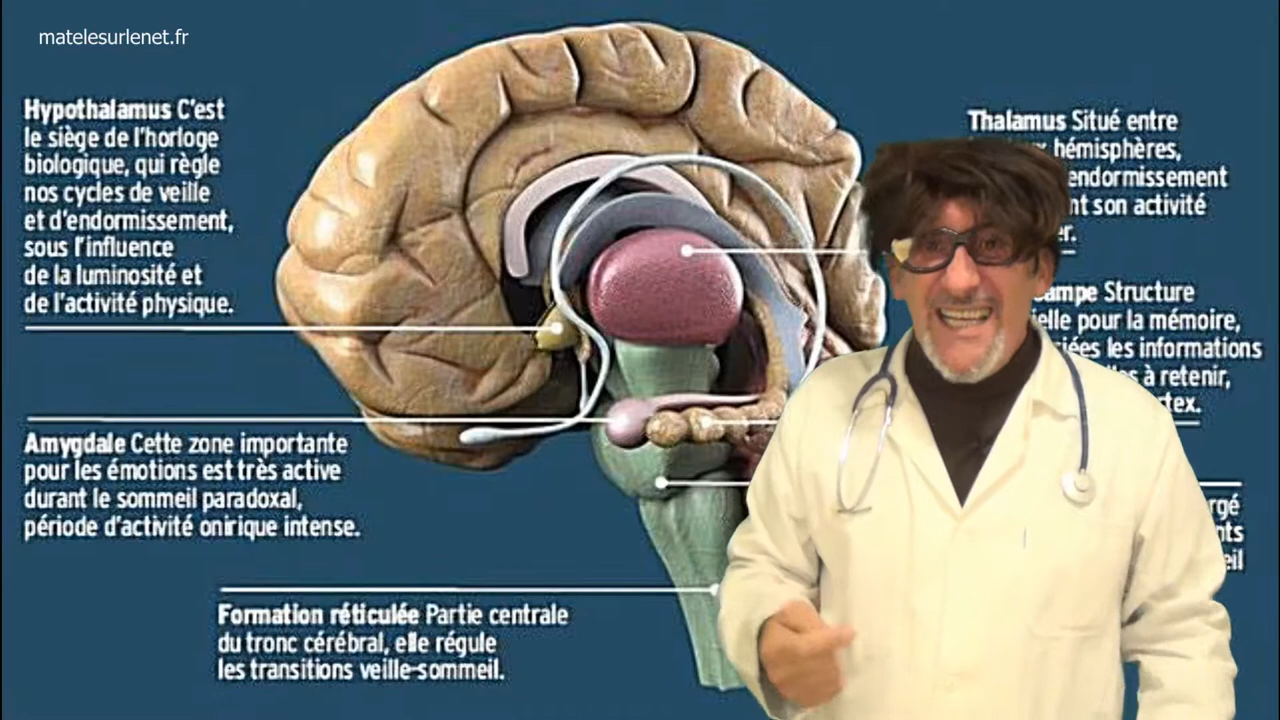 matelesurlenet.fr
Hypothalamus C'est
le siège de l'horloge
biologique, qui règle
nos cycles de veille
et d'endormissement,
sous l'influence
de la luminosité et
de l'activité physique.
Amygdale Cette zone importante
pour les émotions est très active
durant le sommeil paradoxal,
période d'activité onirique intense.
Formation réticulée Partie centrale
du tronc cérébral, elle régule
les transitions veille-sommeil.
Thalamus Situé entre
hémisphères,
endormissement
son activité
Structure
pour la mémoire,
les informations
à retenir,